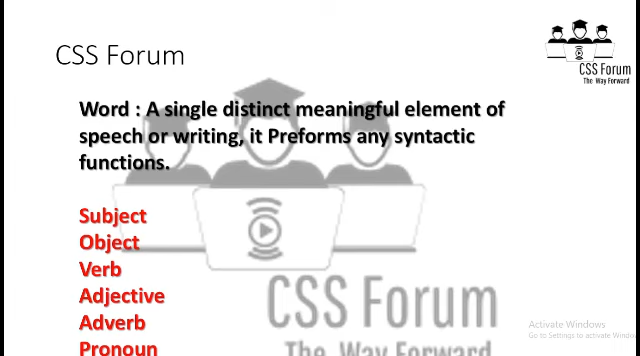 CSS Forum
CSS Forum
The Way Forward
Word : A single distinct meaningful element of
speech or writing, it Preforms any syntactic
functions.
Subject
Object
Verb
Adjective
Adverb
Pronoun
CSS Forum
The Way Forward
Activate Windows
Go to Settings to activate Windows